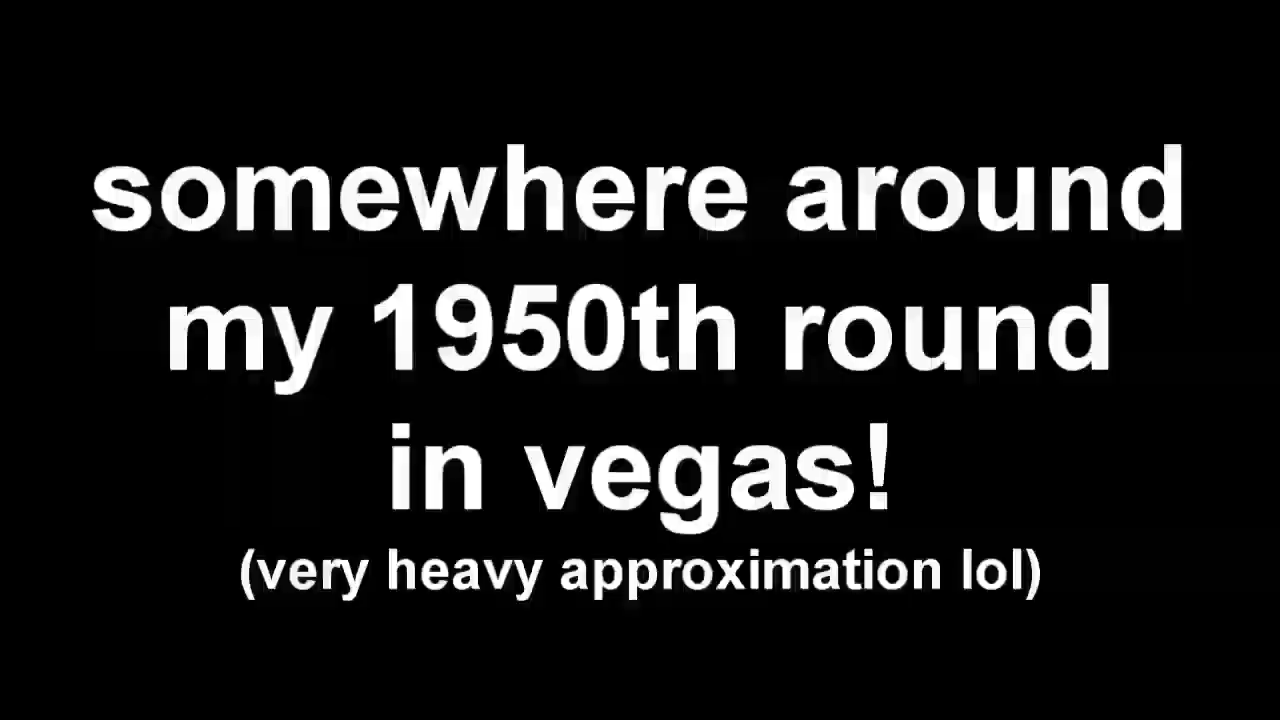 somewhere around
my 1950th round
in vegas!
(very heavy approximation lol)